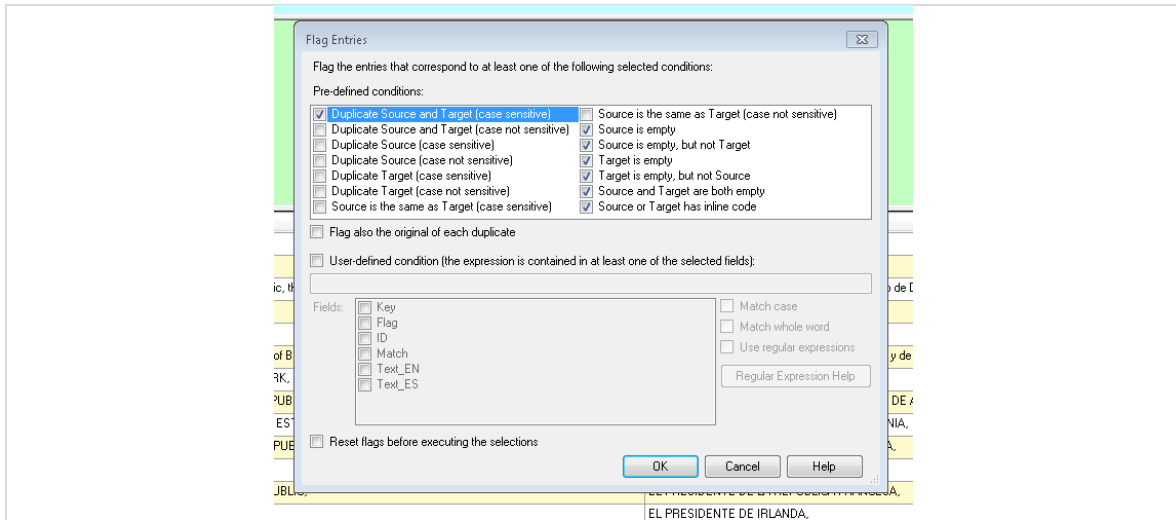 Flag Entries
Flag the entries that correspond to at least one of the following selected conditions:
Pre-defined conditions:
Duplicate Source and Target (case sensitive)
Duplicate Source and Target (case not sensitive)
Duplicate Source (case sensitive)
Duplicate Source (case not sensitive)
Duplicate Target (case sensitive)
Duplicate Target (case not sensitive)
Source is the same as Target (case sensitive)
Source is the same as Target (case not sensitive)
Source is empty
Source is empty, but not Target
Target is empty
Target is empty, but not Source
Source and Target are both empty
Source or Target has inline code
Flag also the original of each duplicate
User-defined condition (the expression is contained in at least one of the selected fields):
Fields:
Key
Flag
ID
Match
Text_EN
Text_ES
Match case
Match whole word
Use regular expressions
Regular Expression Help
Reset flags before executing the selections
OK Cancel Help
of B
y de
RK,
DE
EL PRESIDENTE DE IRLANDA,